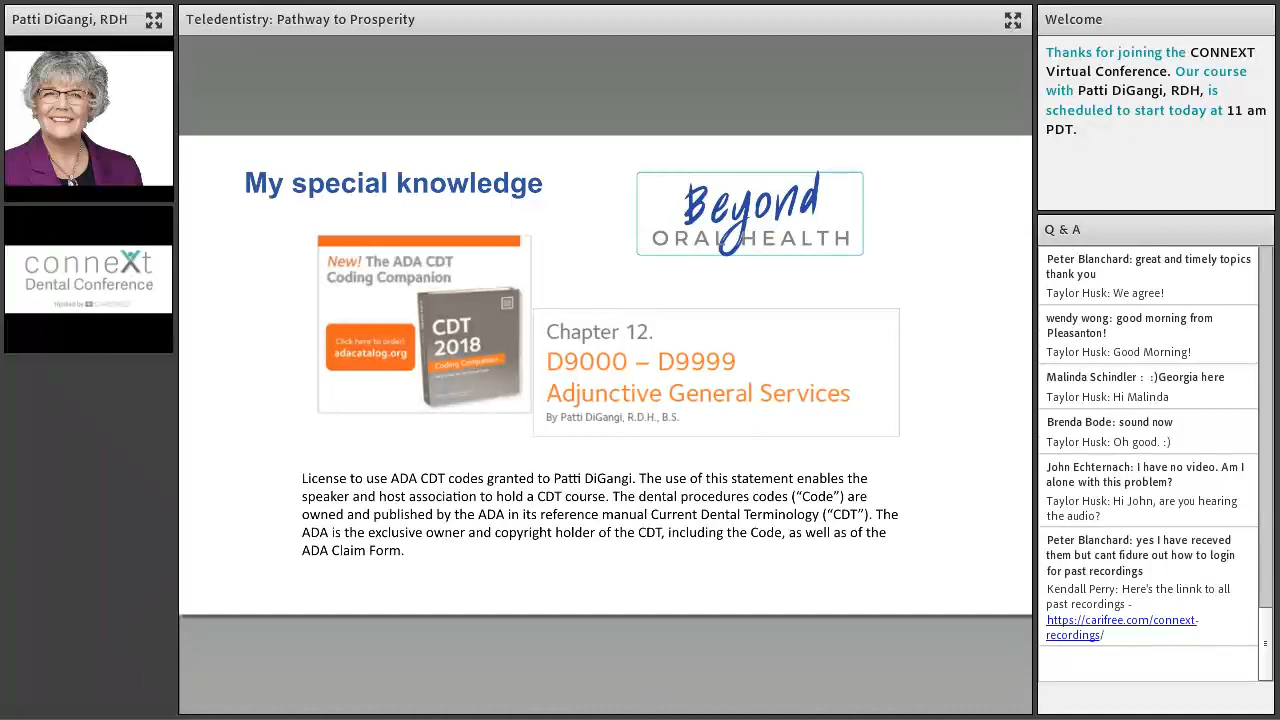 Patti DiGangi, RDH
Teledentistry: Pathway to Prosperity
Welcome
conneXt
Dental Conference
My special knowledge
Beyond
ORAL HEALTH
New! The ADA CDT
Coding Companion
Click here to order!
adacatalog.org
CDT
2018
Coding Companion
Chapter 12.
D9000 – D9999
Adjunctive General Services
By Patti DiGangi, R.D.H., B.S.
License to use ADA CDT codes granted to Patti DiGangi. The use of this statement enables the
speaker and host association to hold a CDT course. The dental procedures codes (“Code”) are
owned and published by the ADA in its reference manual Current Dental Terminology (“CDT”). The
ADA is the exclusive owner and copyright holder of the CDT, including the Code, as well as of the
ADA Claim Form.
Thanks for joining the CONNEXT
Virtual Conference. Our course
with Patti DiGangi, RDH, is
scheduled to start today at 11 am
PDT.
Q & A
Peter Blanchard: great and timely topics
thank you
Taylor Husk: We agree!
wendy wong: good morning from
Pleasanton!
Taylor Husk: Good Morning!
Malinda Schindler : :)Georgia here
Taylor Husk: Hi Malinda
Brenda Bode: sound now
Taylor Husk: Oh good. :)
John Echternach: I have no video. Am I
alone with this problem?
Taylor Husk: Hi John, are you hearing
the audio?
Peter Blanchard: yes I have receved
them but cant fidure out how to login
for past recordings
Kendall Perry: Here's the linnk to all
past recordings -
https://carifree.com/connext-
recordings/